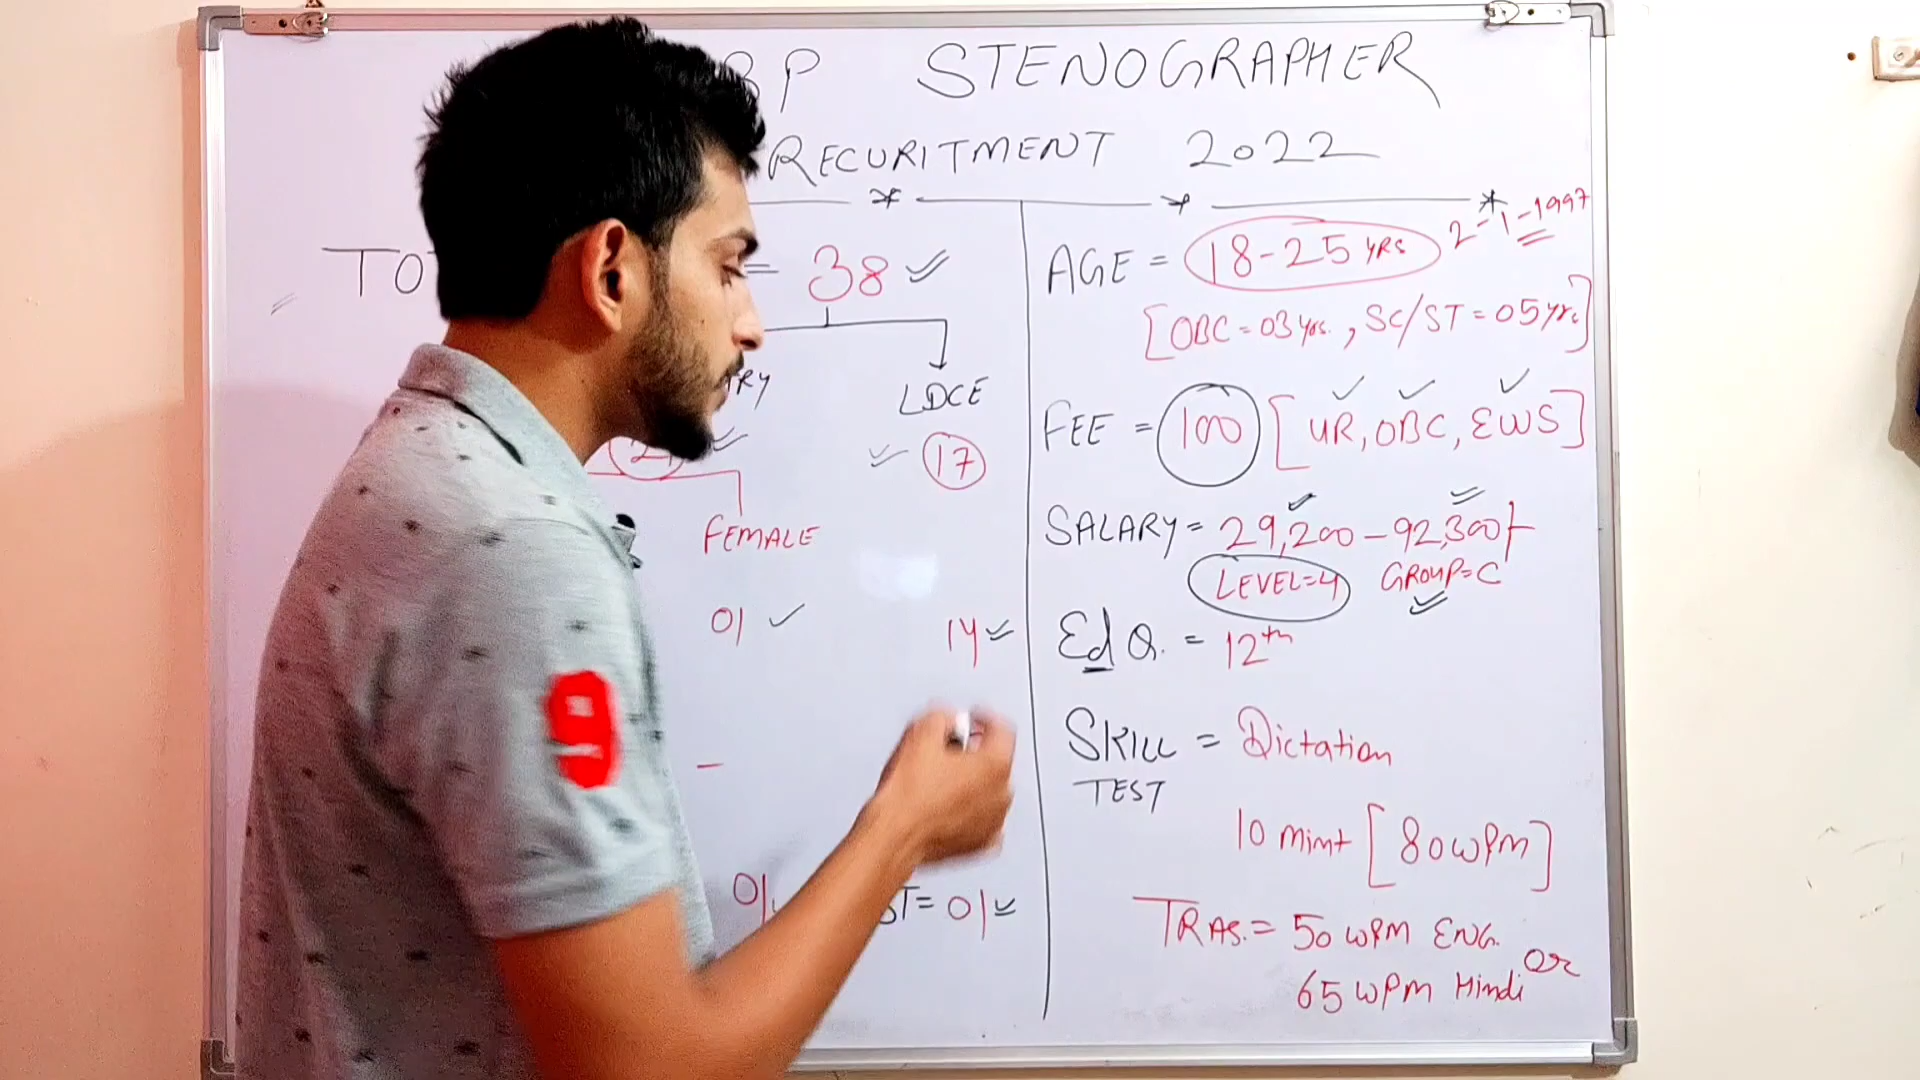 BP STENOGRAPHER
RECURITMENT 2022
TO = 38
LDCE
21
17
FEMALE
01
14
-
01
ST= 01
AGE = 18-25 YRS 2-1-1997
[OBC = 03 yrs., SC/ST = 05 yrs]
FEE = 100 [UR, OBC, EWS]
SALARY = 29,200 - 92,300/-
LEVEL=4 GROUP=C
Ed Q. = 12th
SKILL = Dictation
TEST
10 mint [80 WPM]
TRAS. = 50 WPM ENG.
or
65 WPM Hindi